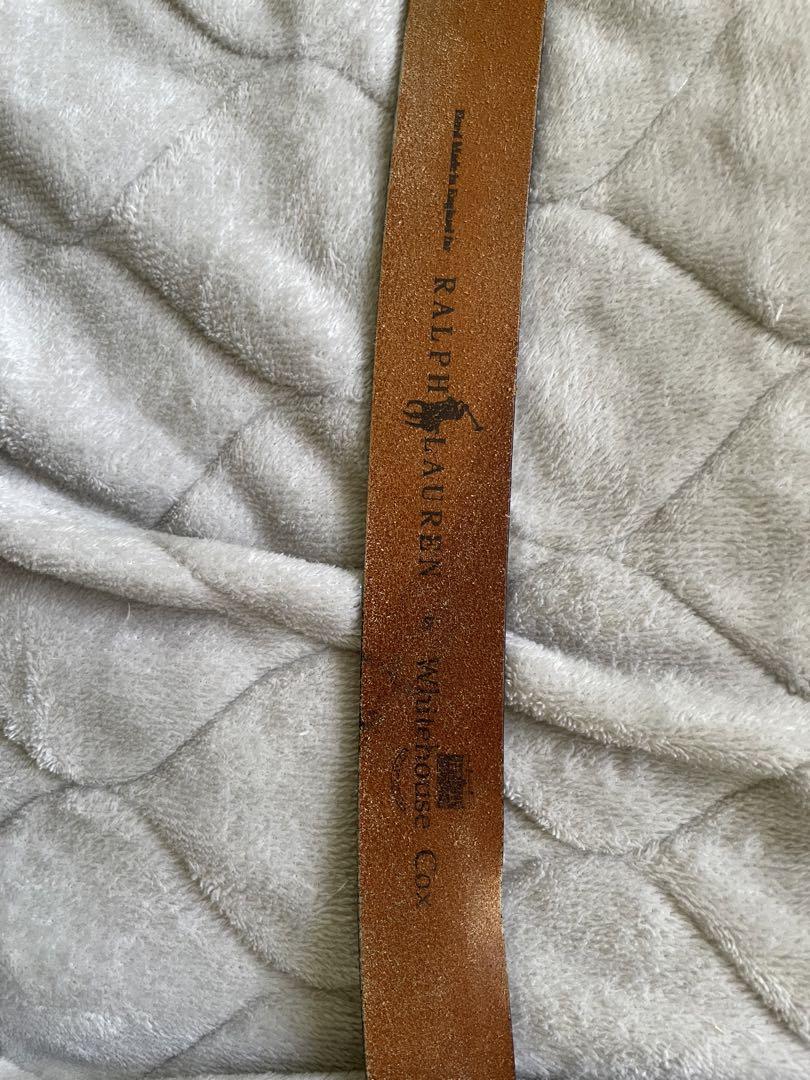 Hand Made in England for
RALPH LAUREN
by
Whitehouse Cox